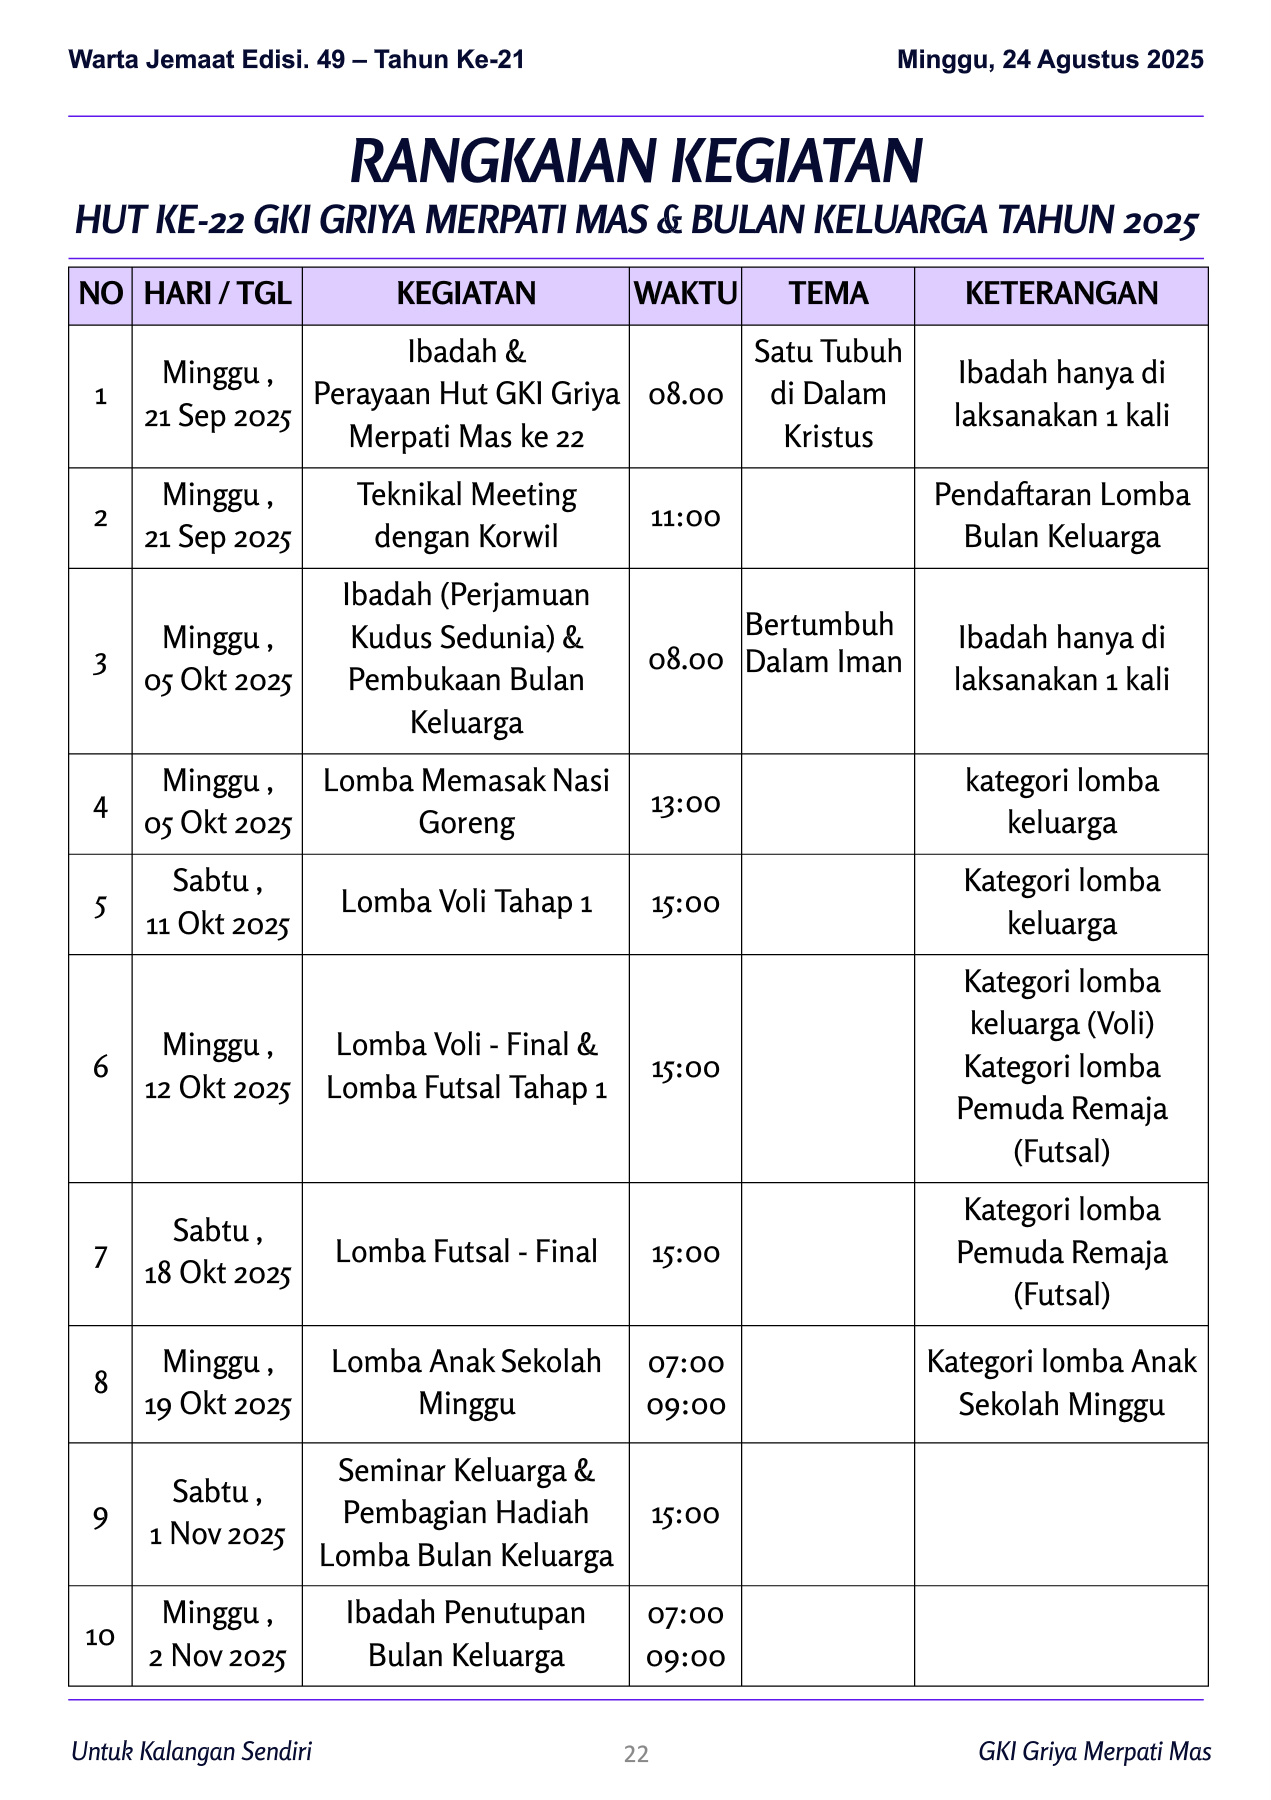 Warta Jemaat Edisi. 49 – Tahun Ke-21
Minggu, 24 Agustus 2025
RANGKAIAN KEGIATAN
HUT KE-22 GKI GRIYA MERPATI MAS & BULAN KELUARGA TAHUN 2025
NO HARI / TGL KEGIATAN WAKTU TEMA KETERANGAN
1
Minggu ,
21 Sep 2025
Ibadah &
Perayaan Hut GKI Griya
Merpati Mas ke 22
08.00
Satu Tubuh
di Dalam
Kristus
Ibadah hanya di
laksanakan 1 kali
2
Minggu ,
21 Sep 2025
Teknikal Meeting
dengan Korwil
11:00
Pendaftaran Lomba
Bulan Keluarga
3
Minggu ,
05 Okt 2025
Ibadah (Perjamuan
Kudus Sedunia) &
Pembukaan Bulan
Keluarga
08.00
Bertumbuh
Dalam Iman
Ibadah hanya di
laksanakan 1 kali
4
Minggu ,
05 Okt 2025
Lomba Memasak Nasi
Goreng
13:00
kategori lomba
keluarga
5
Sabtu ,
11 Okt 2025
Lomba Voli Tahap 1
15:00
Kategori lomba
keluarga
6
Minggu ,
12 Okt 2025
Lomba Voli - Final &
Lomba Futsal Tahap 1
15:00
Kategori lomba
keluarga (Voli)
Kategori lomba
Pemuda Remaja
(Futsal)
7
Sabtu ,
18 Okt 2025
Lomba Futsal - Final
15:00
Kategori lomba
Pemuda Remaja
(Futsal)
8
Minggu ,
19 Okt 2025
Lomba Anak Sekolah
Minggu
07:00
09:00
Kategori lomba Anak
Sekolah Minggu
9
Sabtu ,
1 Nov 2025
Seminar Keluarga &
Pembagian Hadiah
Lomba Bulan Keluarga
15:00
10
Minggu ,
2 Nov 2025
Ibadah Penutupan
Bulan Keluarga
07:00
09:00
Untuk Kalangan Sendiri
22
GKI Griya Merpati Mas